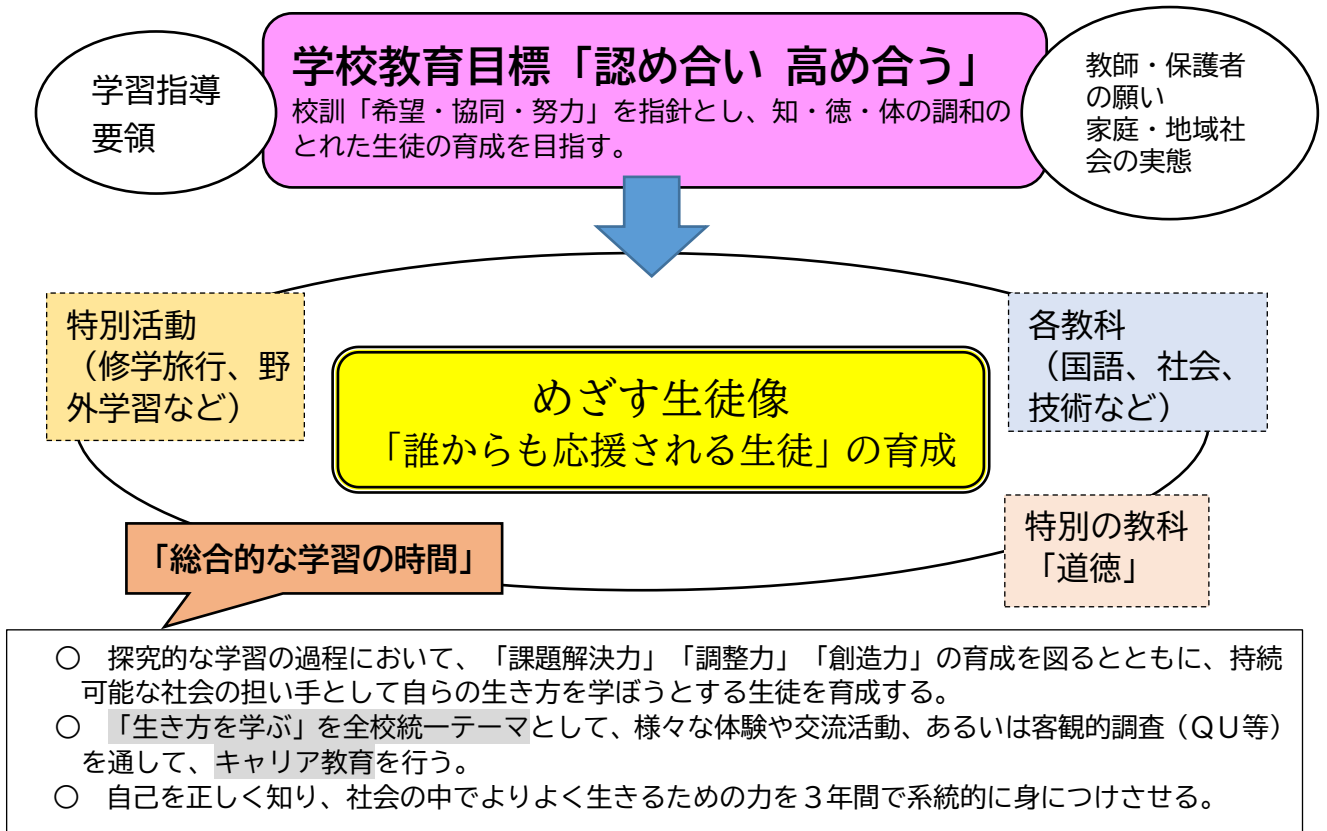 学習指導
要領
学校教育目標「認め合い 高め合う」
校訓「希望・協同・努力」を指針とし、知・徳・体の調和の
とれた生徒の育成を目指す。
教師・保護者
の願い
家庭・地域社
会の実態
特別活動
（修学旅行、野
外学習など）
各教科
（国語、社会、
技術など）
めざす生徒像
「誰からも応援される生徒」の育成
「総合的な学習の時間」
特別の教科
「道徳」
○　探究的な学習の過程において、「課題解決力」「調整力」「創造力」の育成を図るとともに、持続
可能な社会の担い手として自らの生き方を学ぼうとする生徒を育成する。
○　「生き方を学ぶ」を全校統一テーマとして、様々な体験や交流活動、あるいは客観的調査（ＱＵ等）
を通して、キャリア教育を行う。
○　自己を正しく知り、社会の中でよりよく生きるための力を３年間で系統的に身につけさせる。